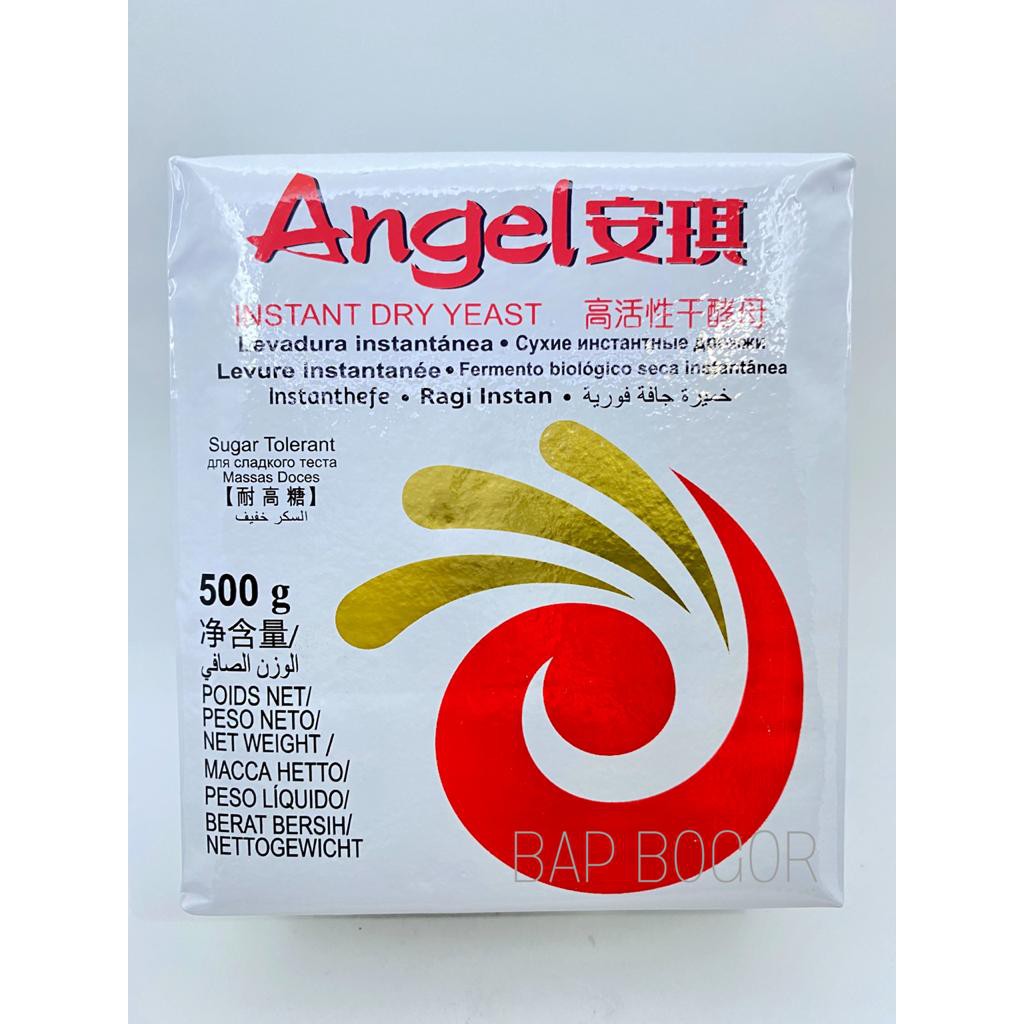 Angel安琪
INSTANT DRY YEAST 高活性干酵母
Levadura instantánea • Сухие инстантные дрожжи
Levure instantanée • Fermento biológico seca instantánea
Instanthefe • Ragi Instan • خميرة جافة فورية
Sugar Tolerant
для сладкого теста
Massas Doces
【耐高糖】
السكر خفيف
500 g
净含量/
الوزن الصافي
POIDS NET/
PESO NETO/
NET WEIGHT /
МАССА НЕТТО/
PESO LÍQUIDO/
BERAT BERSIH/
NETTOGEWICHT
BAP BOGOR